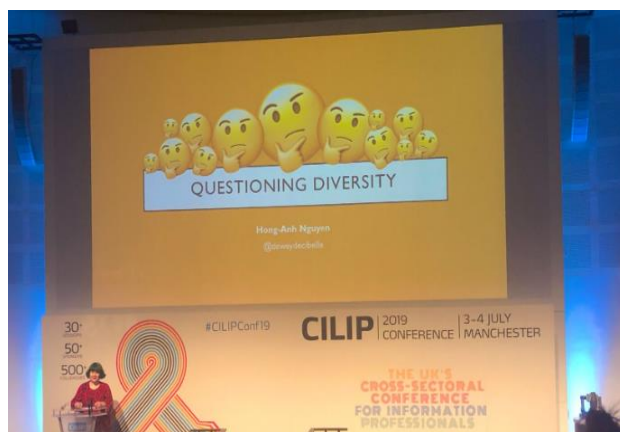 QUESTIONING DIVERSITY
Hong-Anh Nguyen
@deweydecibelle
30+
50+
500+
#CILIPConf19
CILIP
2019
CONFERENCE
3-4 JULY
MANCHESTER
THE UK'S
CROSS-SECTORAL
CONFERENCE
FOR INFORMATION
PROFESSIONALS